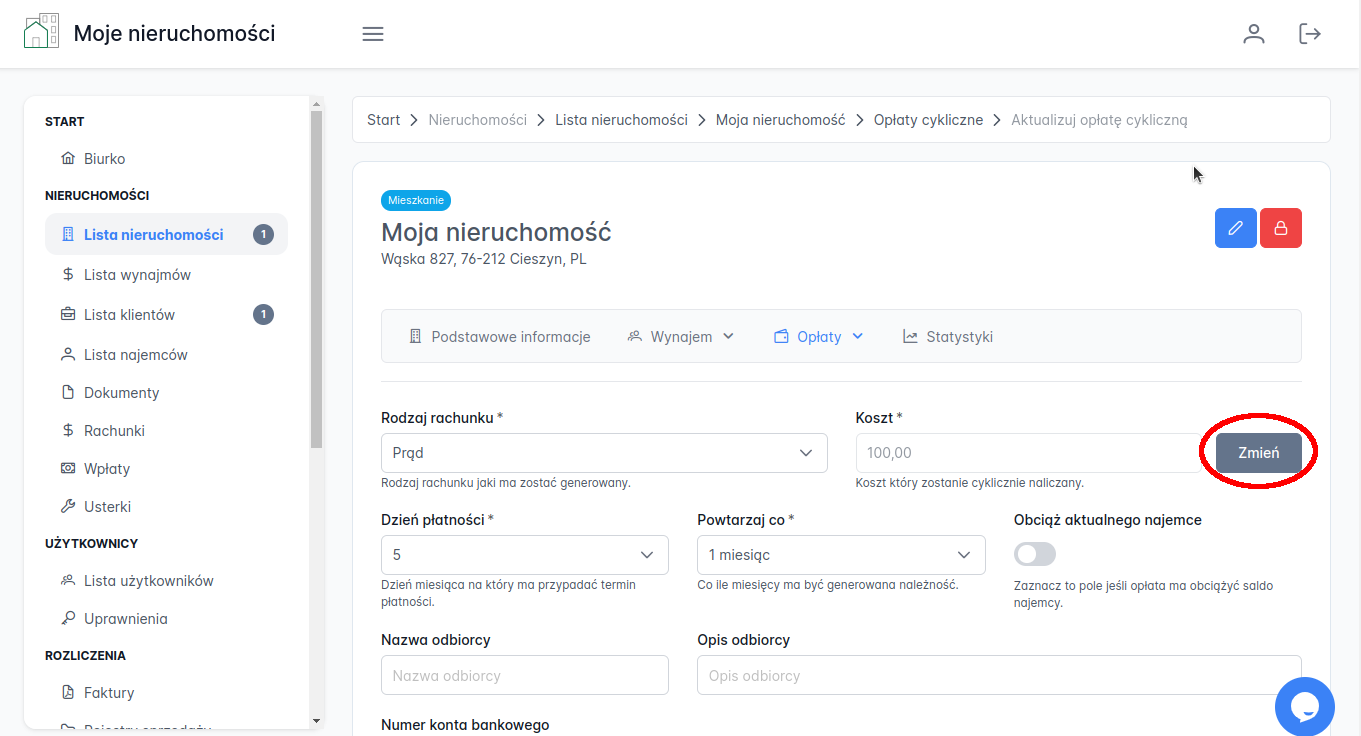 Moje nieruchomości
START
Biurko
NIERUCHOMOŚCI
Lista nieruchomości 1
Lista wynajmów
Lista klientów 1
Lista najemców
Dokumenty
Rachunki
Wpłaty
Usterki
UŻYTKOWNICY
Lista użytkowników
Uprawnienia
ROZLICZENIA
Faktury
Rejestry sprzedaży
Start > Nieruchomości > Lista nieruchomości > Moja nieruchomość > Opłaty cykliczne > Aktualizuj opłatę cykliczną
Mieszkanie
Moja nieruchomość
Wąska 827, 76-212 Cieszyn, PL
Podstawowe informacje Wynajem Opłaty Statystyki
Rodzaj rachunku * Koszt *
Prąd 100,00 Zmień
Rodzaj rachunku jaki ma zostać generowany. Koszt który zostanie cyklicznie naliczany.
Dzień płatności * Powtarzaj co * Obciąż aktualnego najemce
5 1 miesiąc
Dzień miesiąca na który ma przypadać termin
płatności.
Co ile miesięcy ma być generowana należność.
Zaznacz to pole jeśli opłata ma obciążyć saldo
najemcy.
Nazwa odbiorcy Opis odbiorcy
Nazwa odbiorcy Opis odbiorcy
Numer konta bankowego